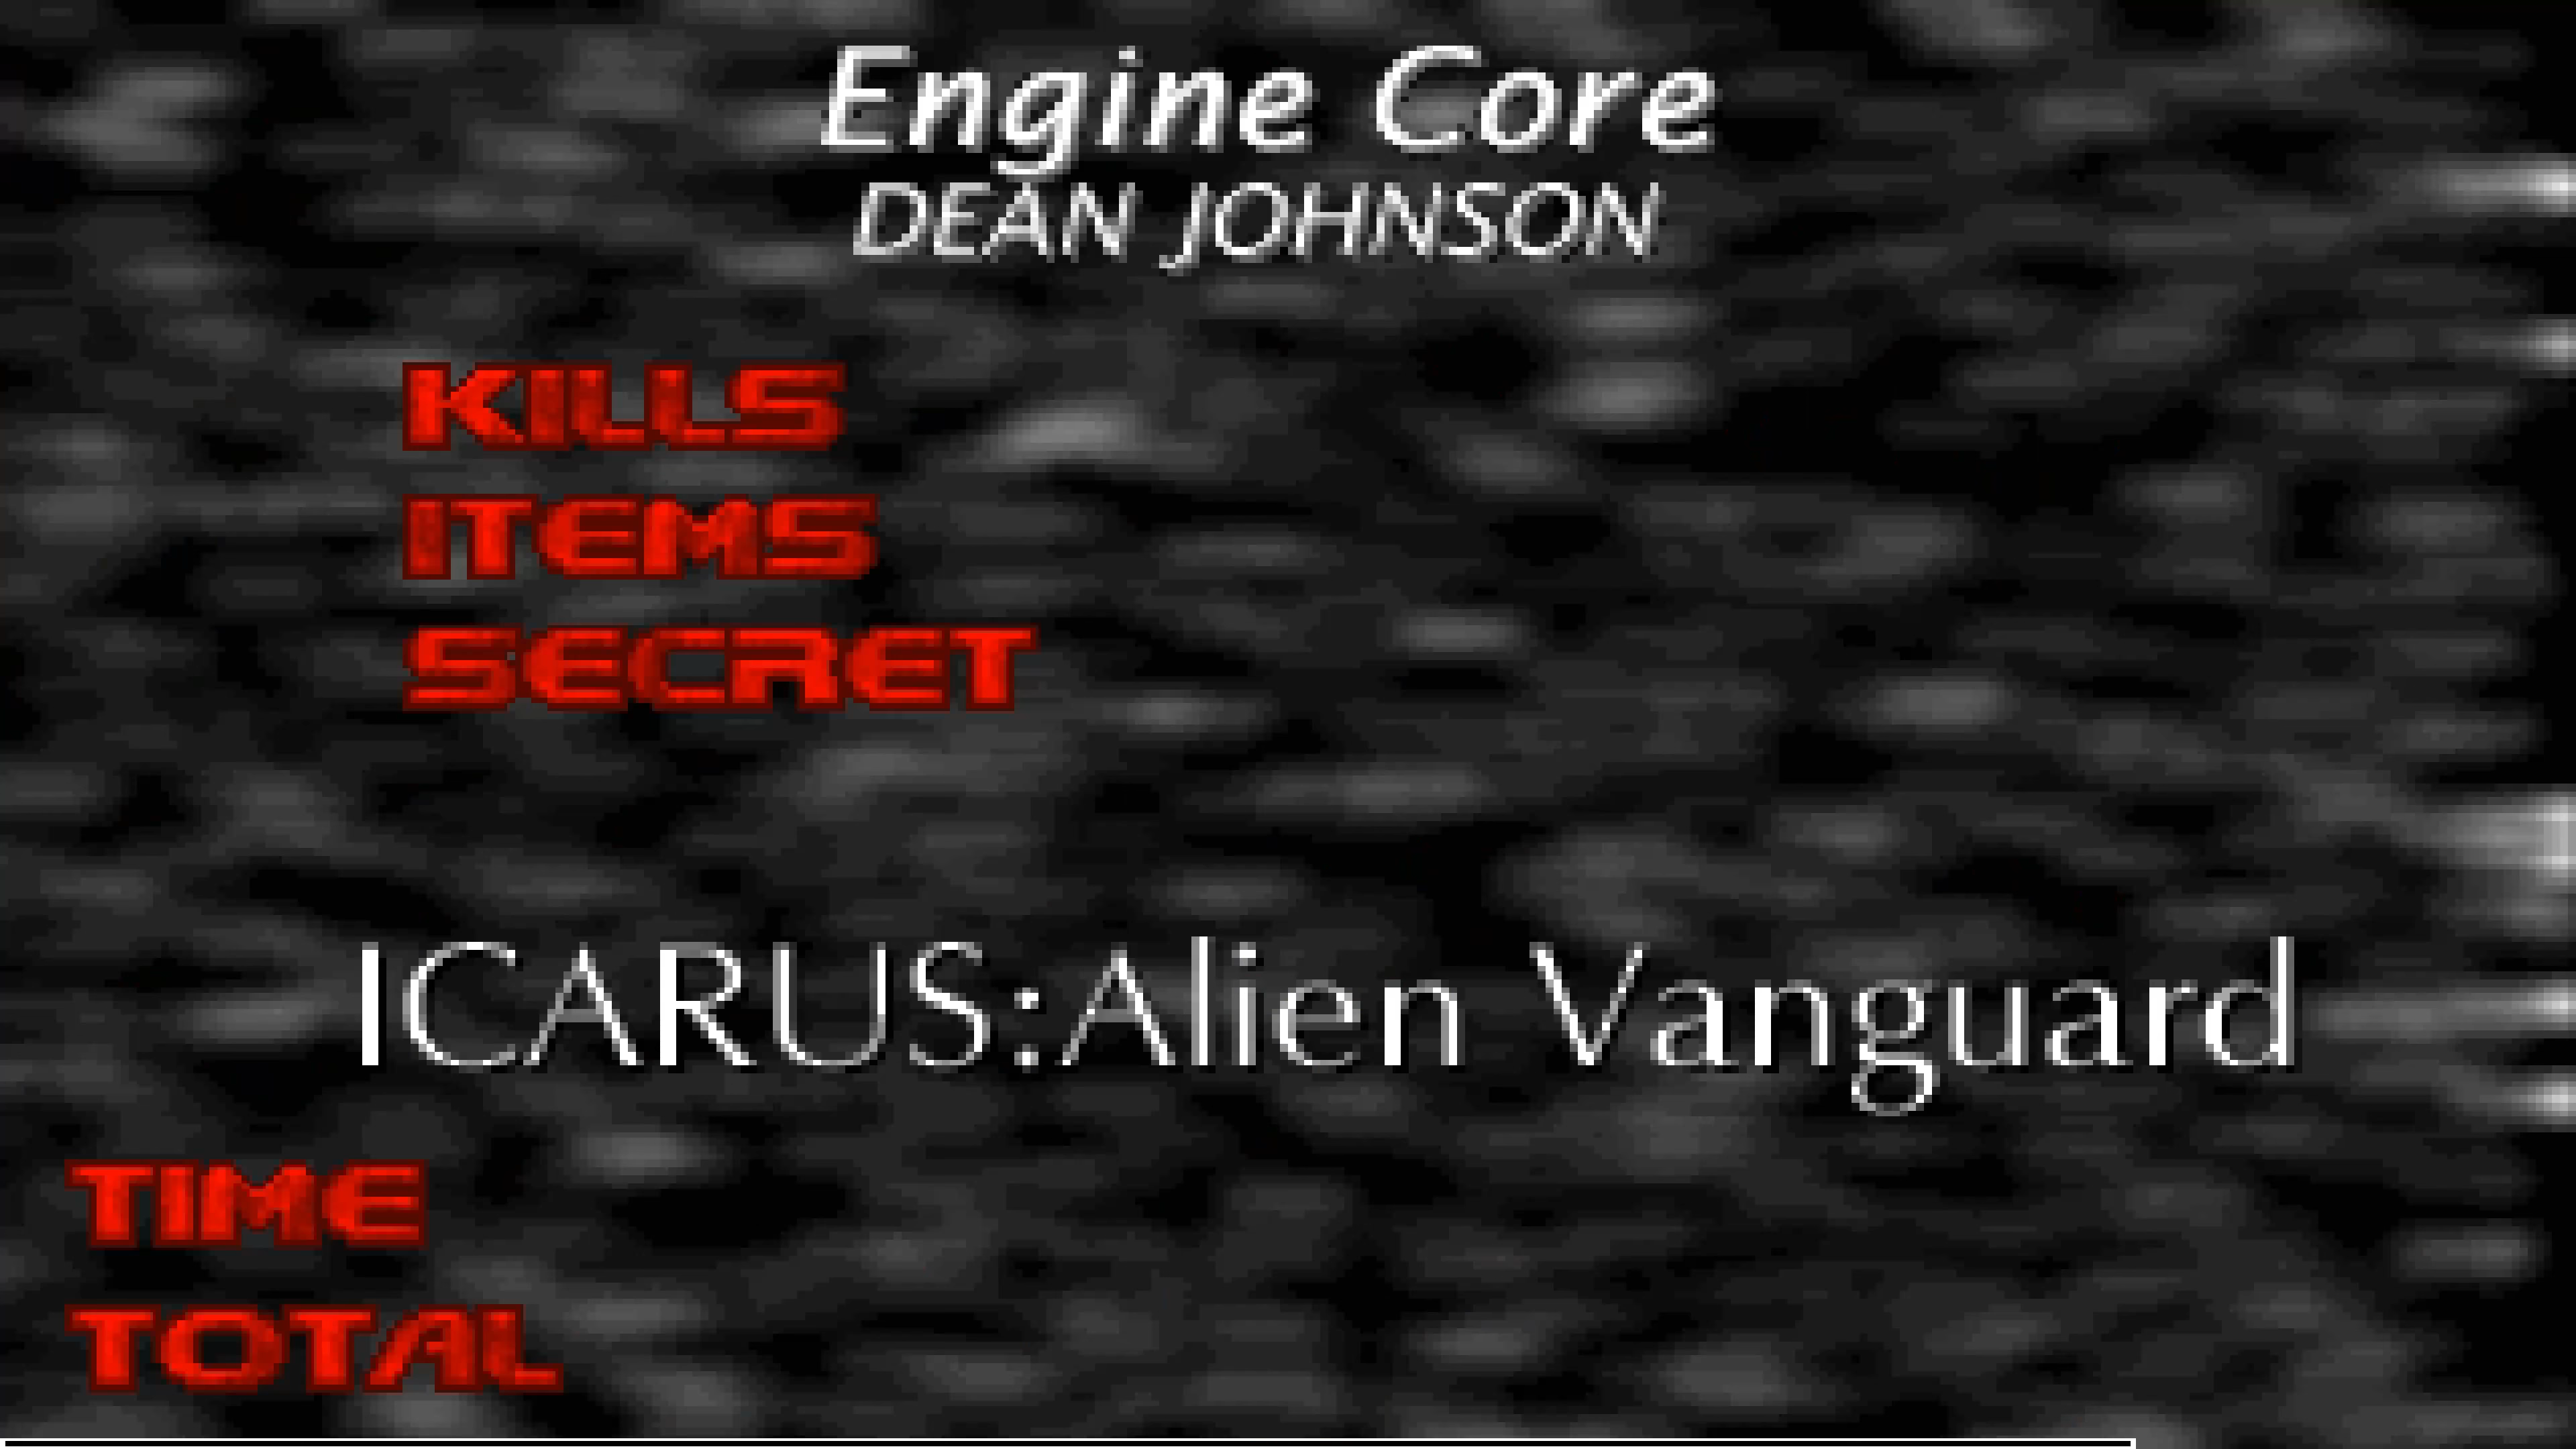 Engine Core
DEAN JOHNSON
KILLS
ITEMS
SECRET
ICARUS:Alien Vanguard
TIME
TOTAL